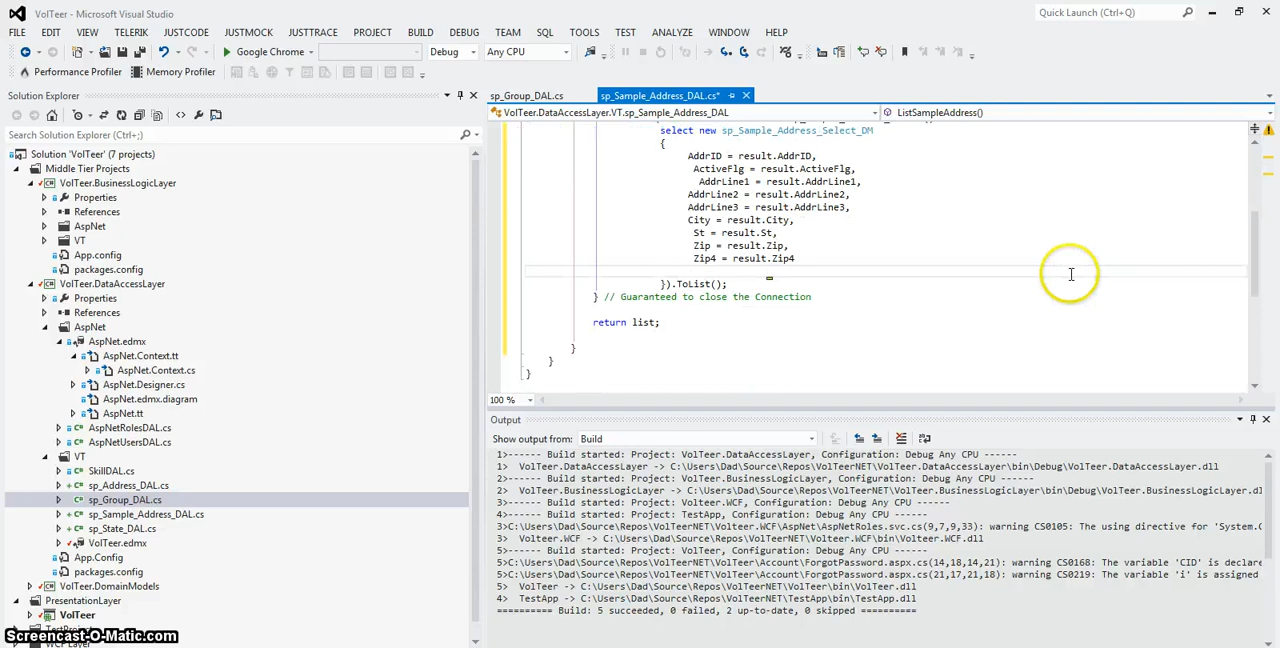 VolTeer - Microsoft Visual Studio
Quick Launch (Ctrl+Q)
FILE EDIT VIEW TELERIK JUSTCODE JUSTMOCK JUSTTRACE PROJECT BUILD DEBUG TEAM SQL TOOLS TEST ANALYZE WINDOW HELP
Google Chrome Debug Any CPU
Performance Profiler Memory Profiler
Solution Explorer
Search Solution Explorer (Ctrl+;)
Solution 'VolTeer' (7 projects)
Middle Tier Projects
VolTeer.BusinessLogicLayer
Properties
References
AspNet
VT
App.config
packages.config
VolTeer.DataAccessLayer
Properties
References
AspNet
AspNet.edmx
AspNet.Context.tt
AspNet.Context.cs
AspNet.Designer.cs
AspNet.edmx.diagram
AspNet.tt
AspNetRolesDAL.cs
AspNetUsersDAL.cs
VT
SkillDAL.cs
sp_Address_DAL.cs
sp_Group_DAL.cs
sp_Sample_Address_DAL.cs
sp_State_DAL.cs
VolTeer.edmx
App.Config
packages.config
VolTeer.DomainModels
PresentationLayer
VolTeer
Screencast-O-Matic.com
sp_Group_DAL.cs sp_Sample_Address_DAL.cs*
VolTeer.DataAccessLayer.VT.sp_Sample_Address_DAL ListSampleAddress()
select new sp_Sample_Address_Select_DM
{
AddrID = result.AddrID,
ActiveFlg = result.ActiveFlg,
AddrLine1 = result.AddrLine1,
AddrLine2 = result.AddrLine2,
AddrLine3 = result.AddrLine3,
City = result.City,
St = result.St,
Zip = result.Zip,
Zip4 = result.Zip4
}).ToList();
} // Guaranteed to close the Connection
return list;
}
}
}
100 %
Output
Show output from: Build
1>------ Build started: Project: VolTeer.DataAccessLayer, Configuration: Debug Any CPU ------
1> VolTeer.DataAccessLayer -> C:\Users\Dad\Source\Repos\VolTeerNET\VolTeer.DataAccessLayer\bin\Debug\VolTeer.DataAccessLayer.dll
2>------ Build started: Project: VolTeer.BusinessLogicLayer, Configuration: Debug Any CPU ------
2> VolTeer.BusinessLogicLayer -> C:\Users\Dad\Source\Repos\VolTeerNET\VolTeer.BusinessLogicLayer\bin\Debug\VolTeer.BusinessLogicLayer.dl
3>------ Build started: Project: Volteer.WCF, Configuration: Debug Any CPU ------
4>------ Build started: Project: TestApp, Configuration: Debug Any CPU ------
3>C:\Users\Dad\Source\Repos\VolTeerNET\Volteer.WCF\AspNet\AspNetRoles.svc.cs(9,7,9,33): warning CS0105: The using directive for 'System.
3> Volteer.WCF -> C:\Users\Dad\Source\Repos\VolTeerNET\Volteer.WCF\bin\Volteer.WCF.dll
5>------ Build started: Project: VolTeer, Configuration: Debug Any CPU ------
5>C:\Users\Dad\Source\Repos\VolTeerNET\VolTeer\Account\ForgotPassword.aspx.cs(14,18,14,21): warning CS0168: The variable 'CID' is declare
5>C:\Users\Dad\Source\Repos\VolTeerNET\VolTeer\Account\ForgotPassword.aspx.cs(21,17,21,18): warning CS0219: The variable 'i' is assigned
5> VolTeer -> C:\Users\Dad\Source\Repos\VolTeerNET\VolTeer\bin\VolTeer.dll
4> TestApp -> C:\Users\Dad\Source\Repos\VolTeerNET\TestApp\bin\TestApp.dll
========== Build: 5 succeeded, 0 failed, 2 up-to-date, 0 skipped ==========